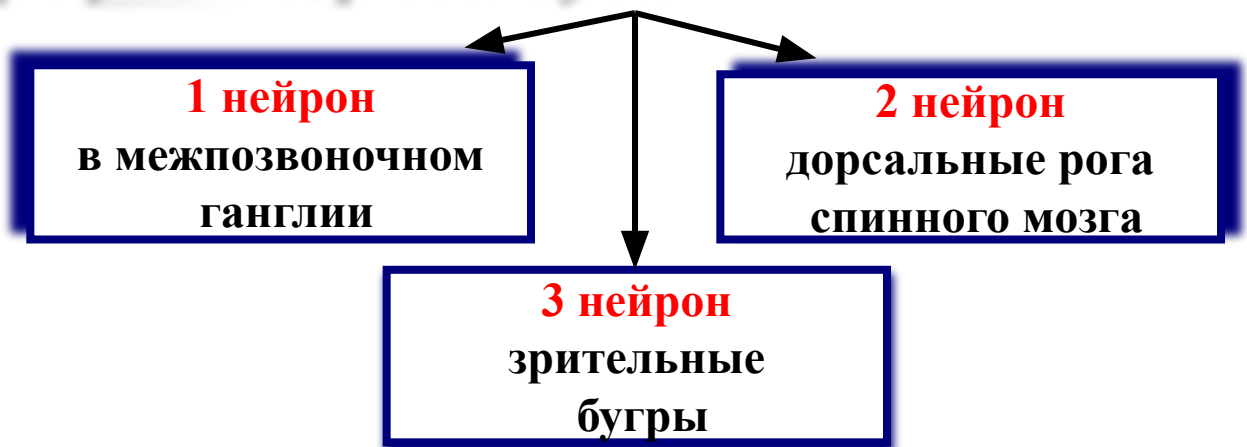 1 нейрон
в межпозвоночном
ганглии
2 нейрон
дорсальные рога
спинного мозга
3 нейрон
зрительные
бугры